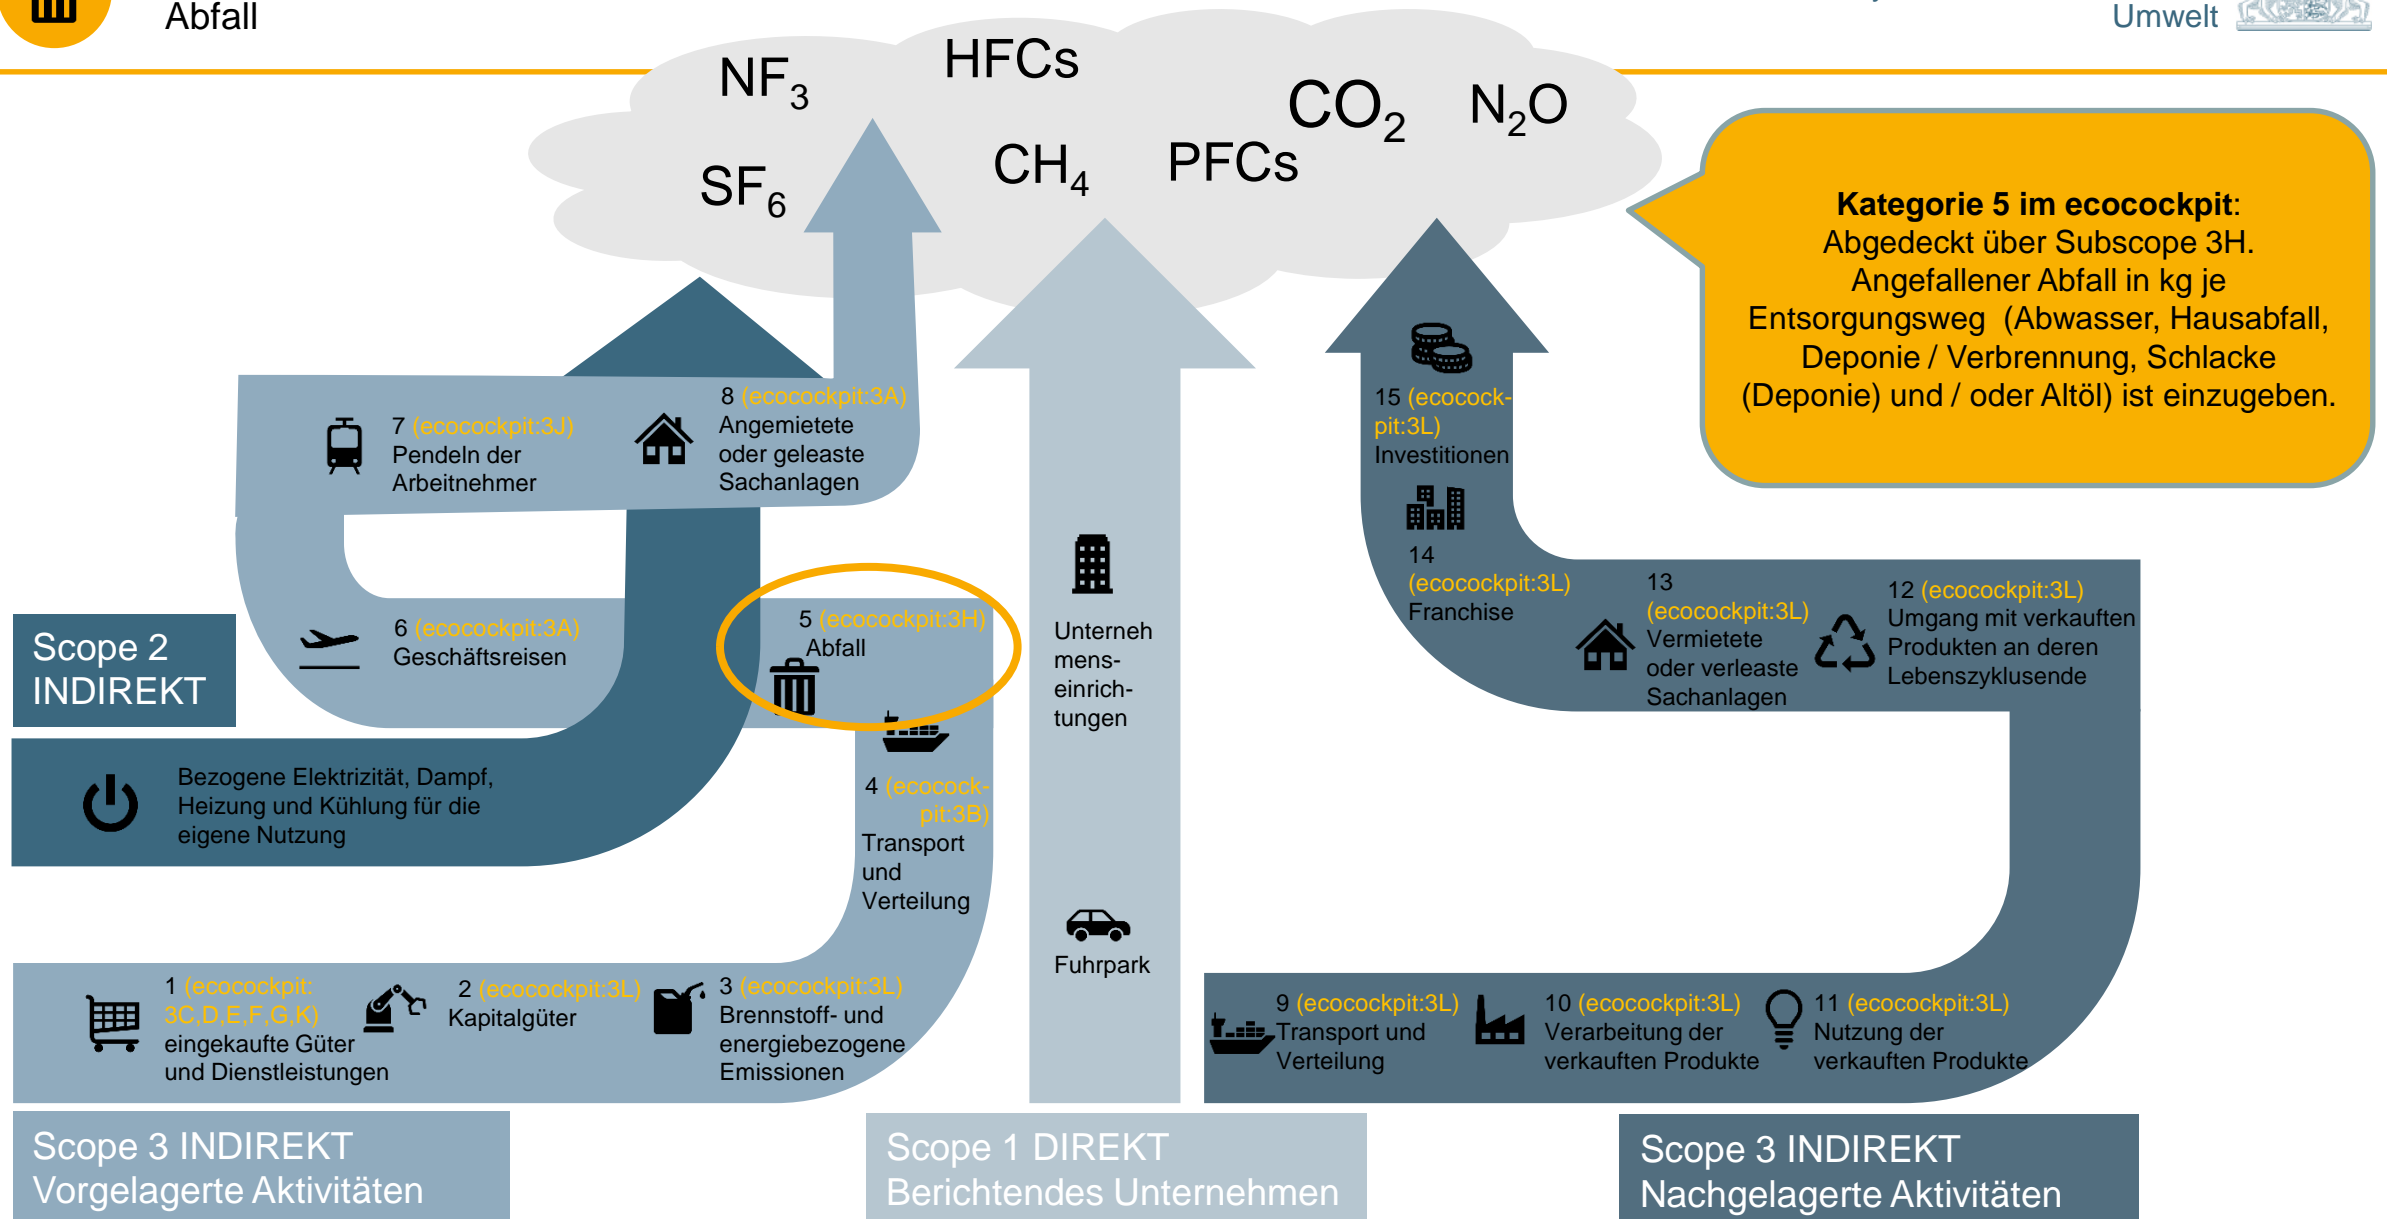 Abfall
Umwelt
NF₃
HFCs
CO₂
N₂O
SF₆
CH₄
PFCs
Kategorie 5 im ecocockpit:
Abgedeckt über Subscope 3H.
Angefallener Abfall in kg je
Entsorgungsweg (Abwasser, Hausabfall,
Deponie / Verbrennung, Schlacke
(Deponie) und / oder Altöl) ist einzugeben.
7 (ecocockpit:3J)
Pendeln der
Arbeitnehmer
8 (ecocockpit:3A)
Angemietete
oder geleaste
Sachanlagen
15 (ecocock-
pit:3L)
Investitionen
14
(ecocockpit:3L)
Franchise
13
(ecocockpit:3L)
Vermietete
oder verleaste
Sachanlagen
12 (ecocockpit:3L)
Umgang mit verkauften
Produkten an deren
Lebenszyklusende
Scope 2
INDIREKT
6 (ecocockpit:3A)
Geschäftsreisen
5 (ecocockpit:3H)
Abfall
Unterneh
mens-
einrich-
tungen
Bezogene Elektrizität, Dampf,
Heizung und Kühlung für die
eigene Nutzung
4 (ecocock-
pit:3B)
Transport
und
Verteilung
Fuhrpark
1 (ecocockpit:
3C,D,E,F,G,K)
eingekaufte Güter
und Dienstleistungen
2 (ecocockpit:3L)
Kapitalgüter
3 (ecocockpit:3L)
Brennstoff- und
energiebezogene
Emissionen
9 (ecocockpit:3L)
Transport und
Verteilung
10 (ecocockpit:3L)
Verarbeitung der
verkauften Produkte
11 (ecocockpit:3L)
Nutzung der
verkauften Produkte
Scope 3 INDIREKT
Vorgelagerte Aktivitäten
Scope 1 DIREKT
Berichtendes Unternehmen
Scope 3 INDIREKT
Nachgelagerte Aktivitäten